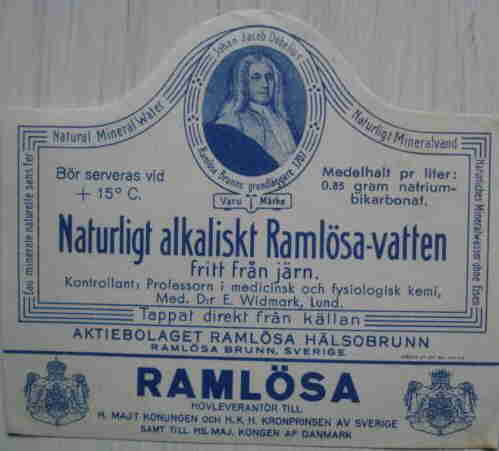 Johan Jacob Döbelius
Ramlösa Brunns grundläggare 1707
Natural Mineral Water
Naturligt Mineralvand
Eau minerale naturelle sans fer
Natürliches Mineralwasser ohne Eisen
Bör serveras vid
+ 15° C.
Medelhalt pr liter:
0.85 gram natrium-
bikarbonat.
Varu Märke
Naturligt alkaliskt Ramlösa-vatten
fritt från järn.
Kontrollant: Professorn i medicinsk och fysiologisk kemi,
Med. D:r E. Widmark, Lund.
Tappat direkt från källan
AKTIEBOLAGET RAMLÖSA HÄLSOBRUNN
RAMLÖSA BRUNN, SVERIGE
RAMLÖSA
HOVLEVERANTÖR TILL
H. MAJT KONUNGEN OCH H.K.H. KRONPRINSEN AV SVERIGE
SAMT TILL HS. MAJ. KONGEN AF DANMARK